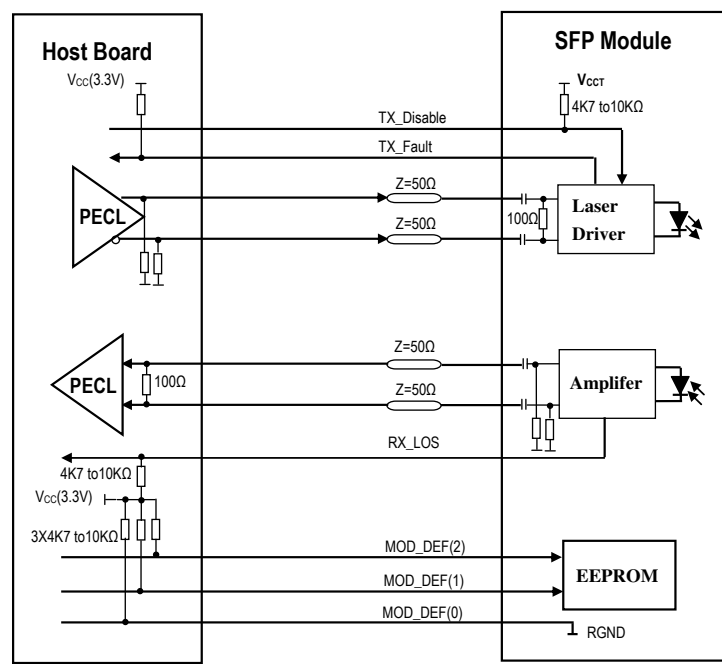 Host Board
SFP Module
VCC(3.3V)
VCCT
4K7 to10KΩ
TX_Disable
TX_Fault
Z=50Ω
PECL
Z=50Ω
100Ω
Laser
Driver
Z=50Ω
PECL
100Ω
Z=50Ω
Amplifer
RX_LOS
4K7 to10KΩ
VCC(3.3V)
3X4K7 to10KΩ
MOD_DEF(2)
MOD_DEF(1)
EEPROM
MOD_DEF(0)
RGND